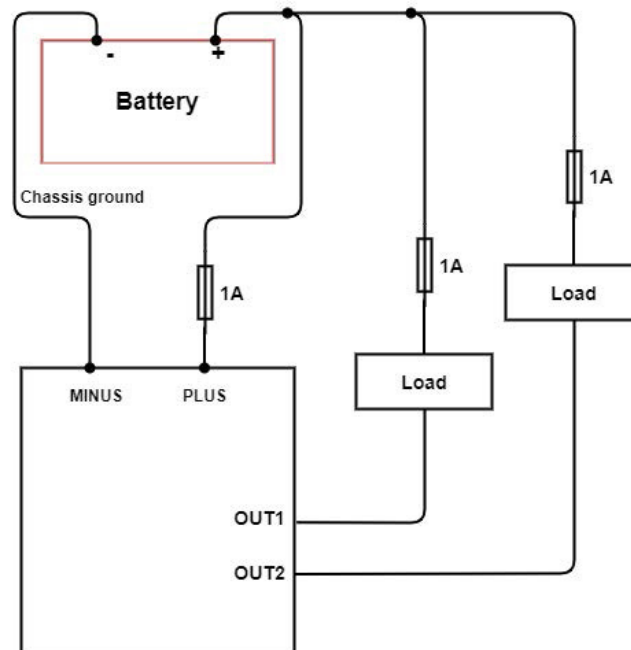 - +
Battery
Chassis ground
1A
1A
1A
Load
Load
MINUS PLUS
OUT1
OUT2